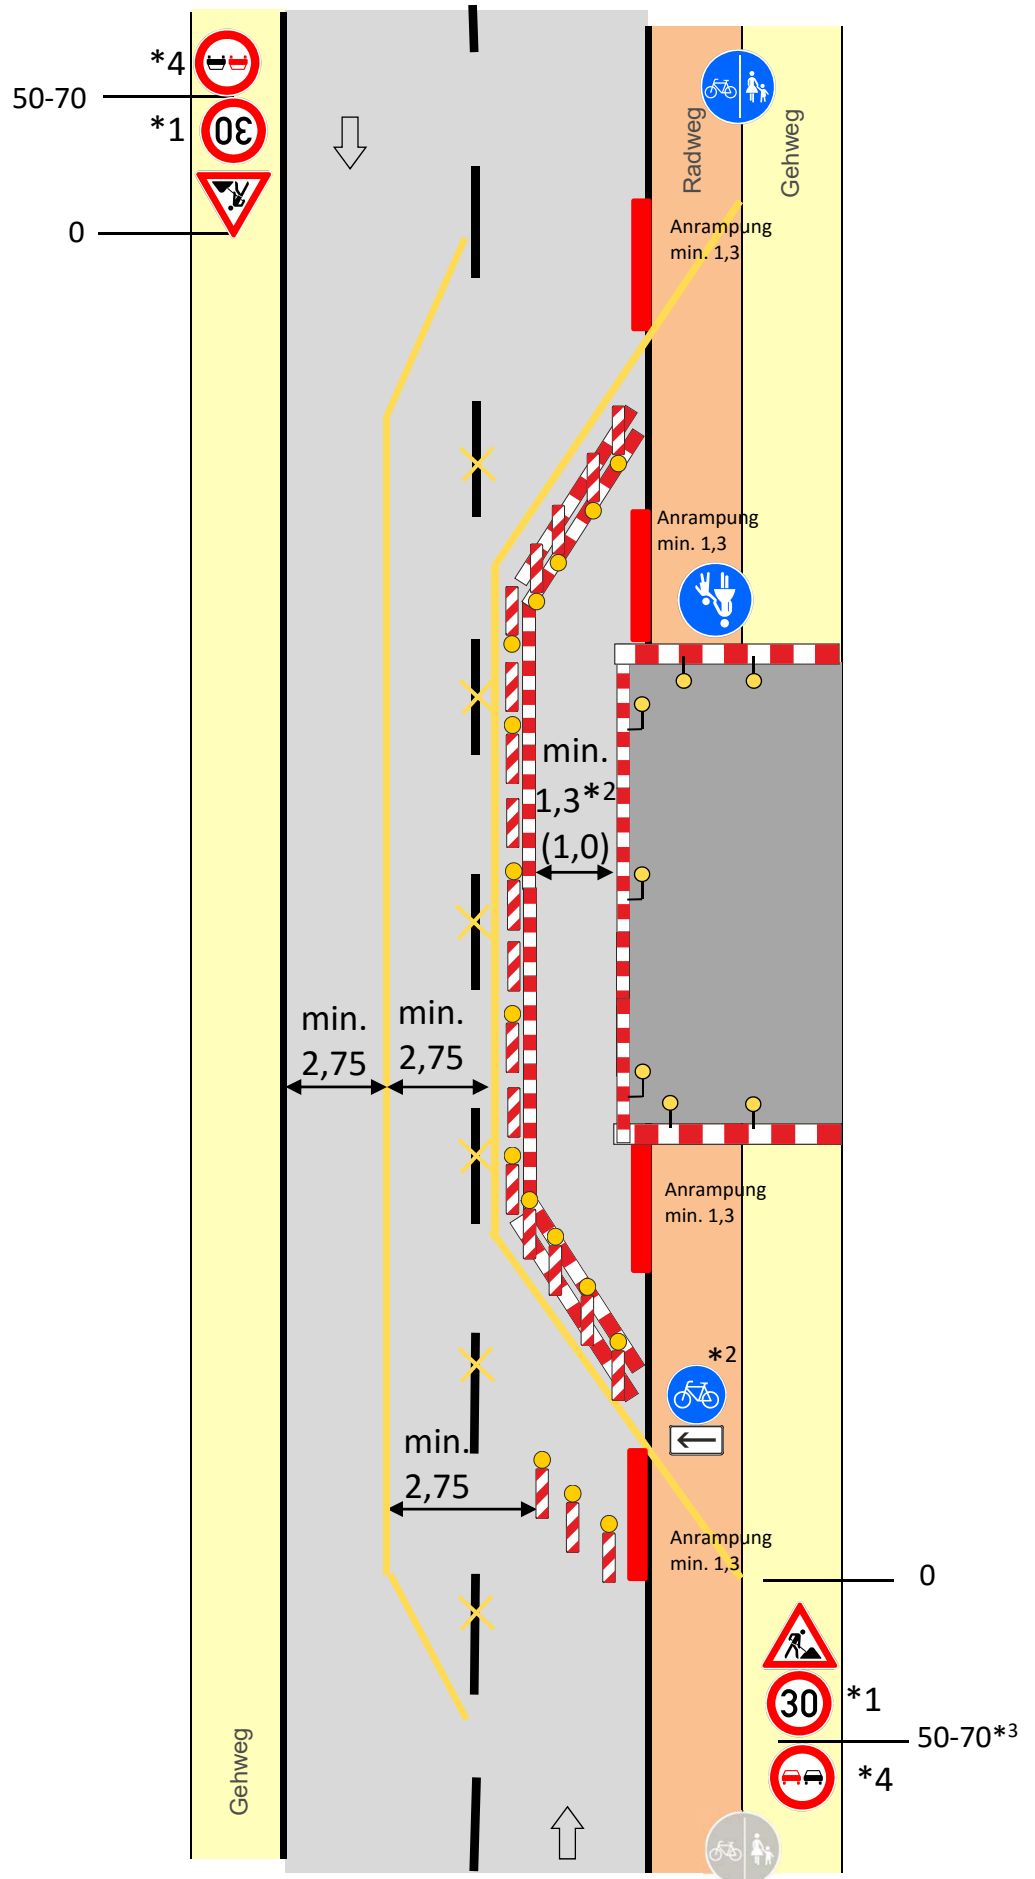 *4
50-70
*1
30
0
Radweg
Gehweg
Anrampung
min. 1,3
Anrampung
min. 1,3
min.
1,3*2
(1,0)
min.
2,75
min.
2,75
Anrampung
min. 1,3
*2
min.
2,75
Anrampung
min. 1,3
0
30
*1
50-70*3
*4
Gehweg